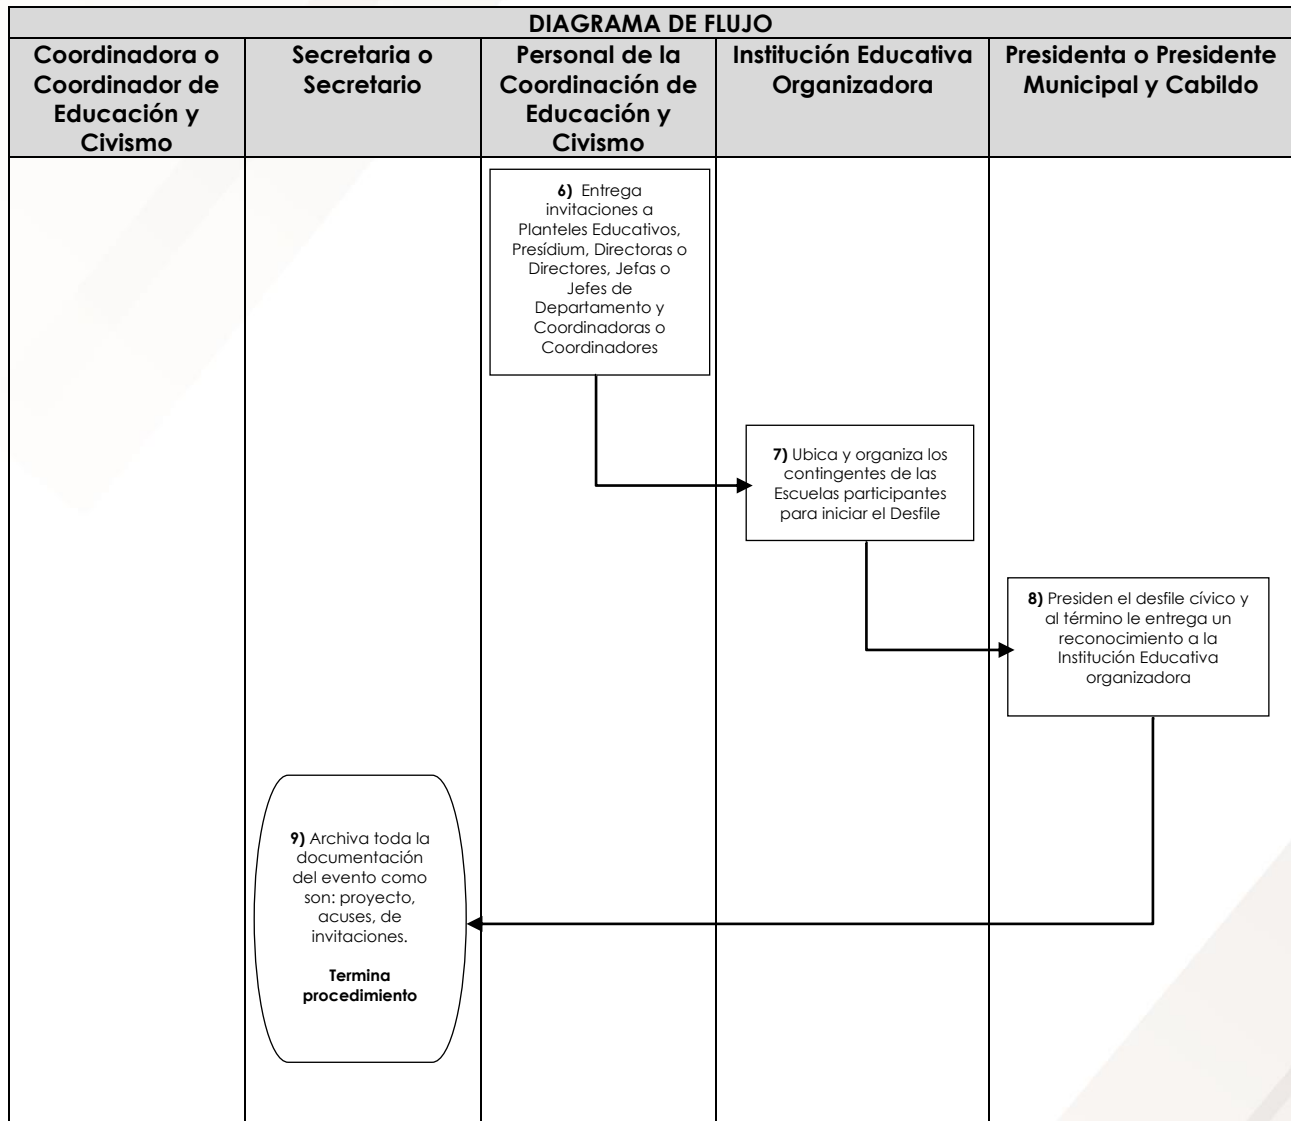 DIAGRAMA DE FLUJO
Coordinadora o
Coordinador de
Educación y
Civismo
Secretaria o
Secretario
Personal de la
Coordinación de
Educación y
Civismo
Institución Educativa
Organizadora
Presidenta o Presidente
Municipal y Cabildo
6) Entrega
invitaciones a
Planteles Educativos,
Presídium, Directoras o
Directores, Jefas o
Jefes de
Departamento y
Coordinadoras o
Coordinadores
7) Ubica y organiza los
contingentes de las
Escuelas participantes
para iniciar el Desfile
8) Presiden el desfile cívico y
al término le entrega un
reconocimiento a la
Institución Educativa
organizadora
9) Archiva toda la
documentación
del evento como
son: proyecto,
acuses, de
invitaciones.
Termina
procedimiento